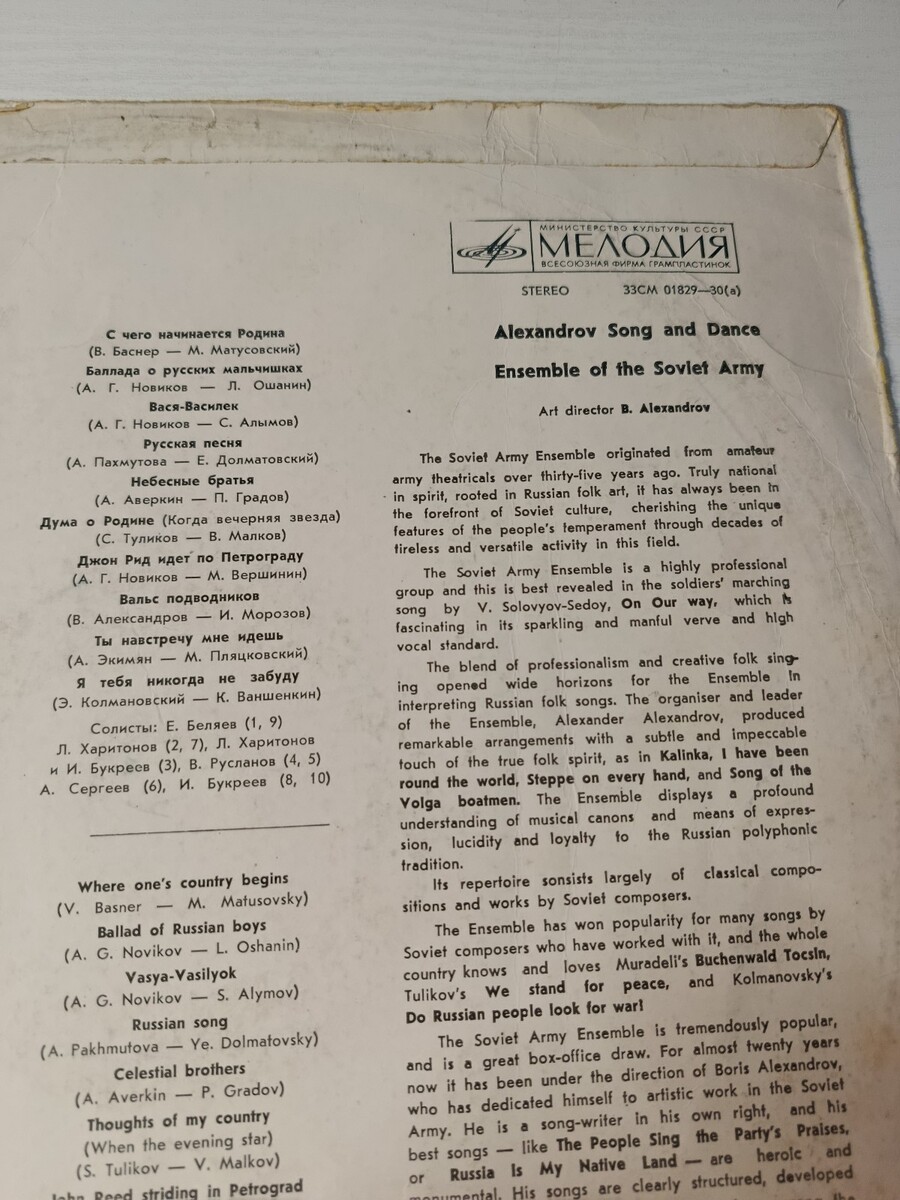 МИНИСТЕРСТВО КУЛЬТУРЫ СССР
МЕЛОДИЯ
ВСЕСОЮЗНАЯ ФИРМА ГРАМПЛАСТИНОК
STEREO 33СМ 01829—30(а)
С чего начинается Родина
(В. Баснер — М. Матусовский)
Баллада о русских мальчишках
(А. Г. Новиков — Л. Ошанин)
Вася-Василек
(А. Г. Новиков — С. Алымов)
Русская песня
(А. Пахмутова — Е. Долматовский)
Небесные братья
(А. Аверкин — П. Градов)
Дума о Родине (Когда вечерняя звезда)
(С. Туликов — В. Малков)
Джон Рид идет по Петрограду
(А. Г. Новиков — М. Вершинин)
Вальс подводников
(Б. Александров — И. Морозов)
Ты навстречу мне идешь
(А. Экимян — М. Пляцковский)
Я тебя никогда не забуду
(Э. Колмановский — К. Ваншенкин)
Солисты: Е. Беляев (1, 9)
Л. Харитонов (2, 7), Л. Харитонов
и И. Букреев (3), В. Русланов (4, 5)
А. Сергеев (6), И. Букреев (8, 10)
Where one's country begins
(V. Basner — M. Matusovsky)
Ballad of Russian boys
(A. G. Novikov — L. Oshanin)
Vasya-Vasilyok
(A. G. Novikov — S. Alymov)
Russian song
(A. Pakhmutova — Ye. Dolmatovsky)
Celestial brothers
(A. Averkin — P. Gradov)
Thoughts of my country
(When the evening star)
(S. Tulikov — V. Malkov)
John Reed striding in Petrograd
Alexandrov Song and Dance
Ensemble of the Soviet Army
Art director B. Alexandrov
The Soviet Army Ensemble originated from amateur
army theatricals over thirty-five years ago. Truly national
in spirit, rooted in Russian folk art, it has always been in
the forefront of Soviet culture, cherishing the unique
features of the people's temperament through decades of
tireless and versatile activity in this field.
The Soviet Army Ensemble is a highly professional
group and this is best revealed in the soldiers' marching
song by V. Solovyov-Sedoy, On Our way, which is
fascinating in its sparkling and manful verve and high
vocal standard.
The blend of professionalism and creative folk sing-
ing opened wide horizons for the Ensemble in
interpreting Russian folk songs. The organiser and leader
of the Ensemble, Alexander Alexandrov, produced
remarkable arrangements with a subtle and impeccable
touch of the true folk spirit, as in Kalinka, I have been
round the world, Steppe on every hand, and Song of the
Volga boatmen. The Ensemble displays a profound
understanding of musical canons and means of expres-
sion, lucidity and loyalty to the Russian polyphonic
tradition.
Its repertoire sonsists largely of classical compo-
sitions and works by Soviet composers.
The Ensemble has won popularity for many songs by
Soviet composers who have worked with it, and the whole
country knows and loves Muradeli's Buchenwald Tocsin,
Tulikov's We stand for peace, and Kolmanovsky's
Do Russian people look for war!
The Soviet Army Ensemble is tremendously popular,
and is a great box-office draw. For almost twenty years
now it has been under the direction of Boris Alexandrov,
who has dedicated himself to artistic work in the Soviet
Army. He is a song-writer in his own right, and his
best songs — like The People Sing the Party's Praises,
or Russia Is My Native Land — are heroic and
monumental. His songs are clearly structured, developed
the